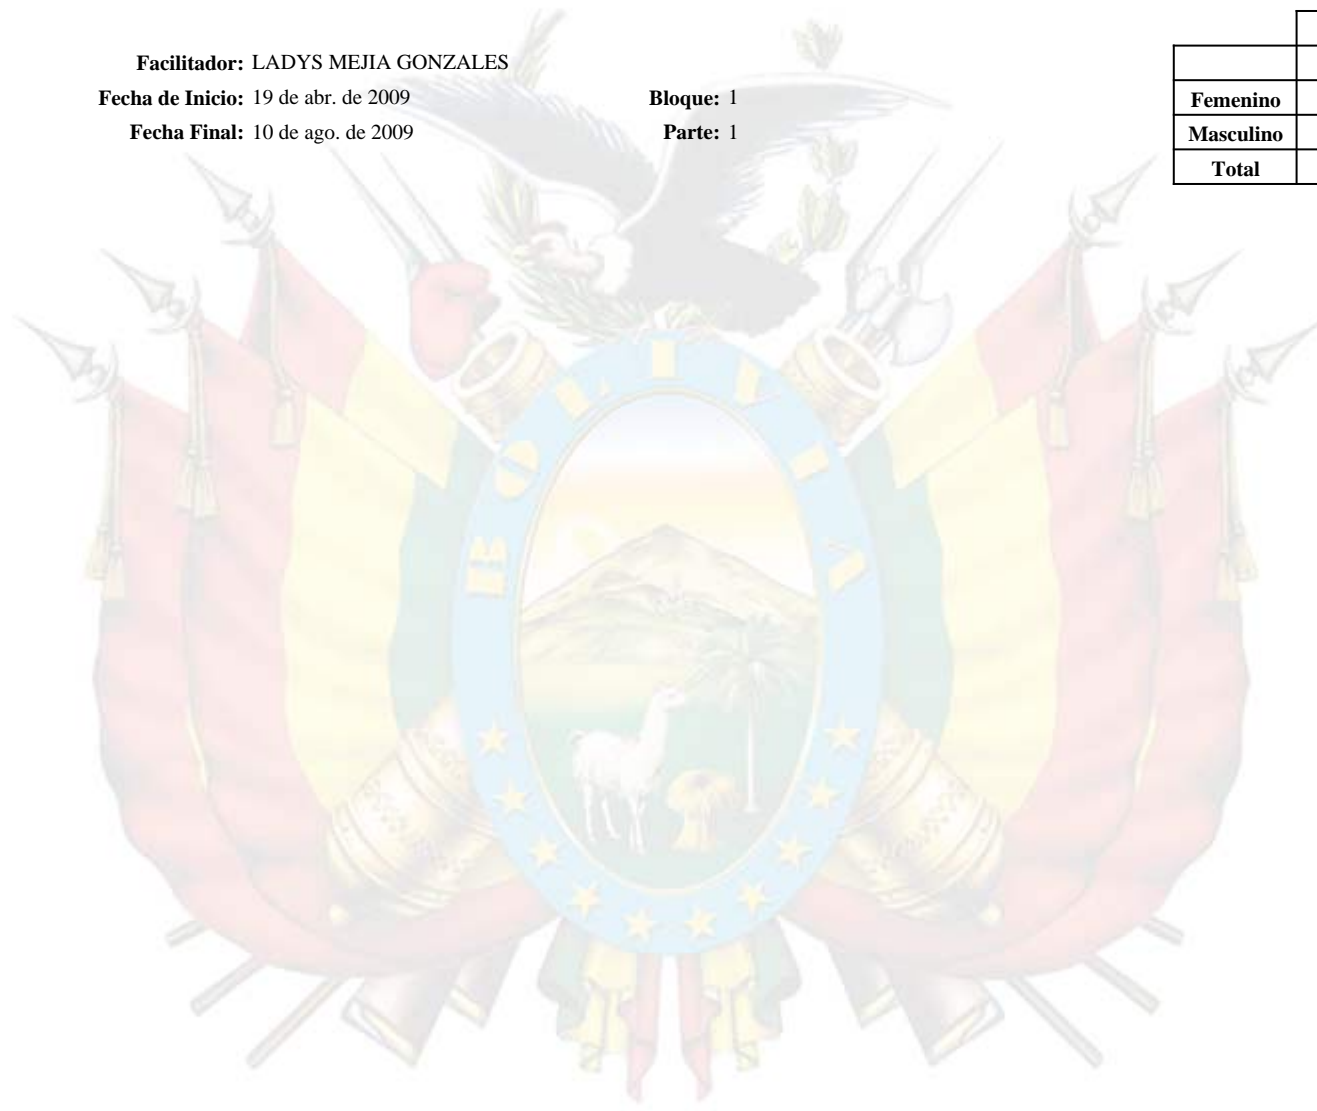 Facilitador: LADYS MEJIA GONZALES
Fecha de Inicio: 19 de abr. de 2009 Bloque: 1
Fecha Final: 10 de ago. de 2009 Parte: 1
Femenino
Masculino
Total
BOLIVIA